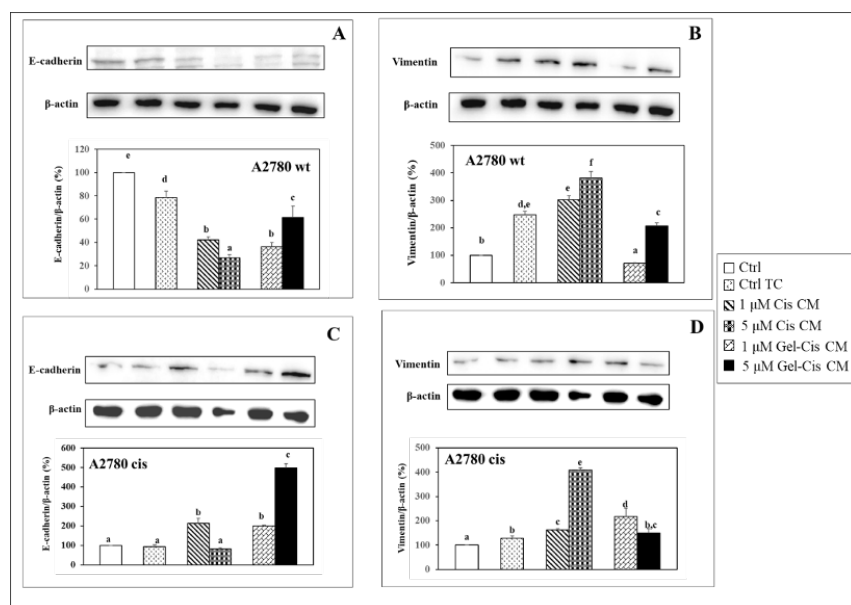 A
E-cadherin
β-actin
E-cadherin/β-actin (%)
120
100
80
60
40
20
0
A2780 wt
e
d
b
a
b
c
B
Vimentin
β-actin
Vimentin/β-actin (%)
500
400
300
200
100
0
A2780 wt
b
d,e
e
f
a
c
Ctrl
Ctrl TC
1 μM Cis CM
5 μM Cis CM
1 μM Gel-Cis CM
5 μM Gel-Cis CM
C
E-cadherin
β-actin
E-cadherin/β-actin (%)
600
500
400
300
200
100
0
A2780 cis
a
a
b
a
b
c
D
Vimentin
β-actin
Vimentin/β-actin (%)
500
400
300
200
100
0
A2780 cis
a
b
c
e
d
b,c